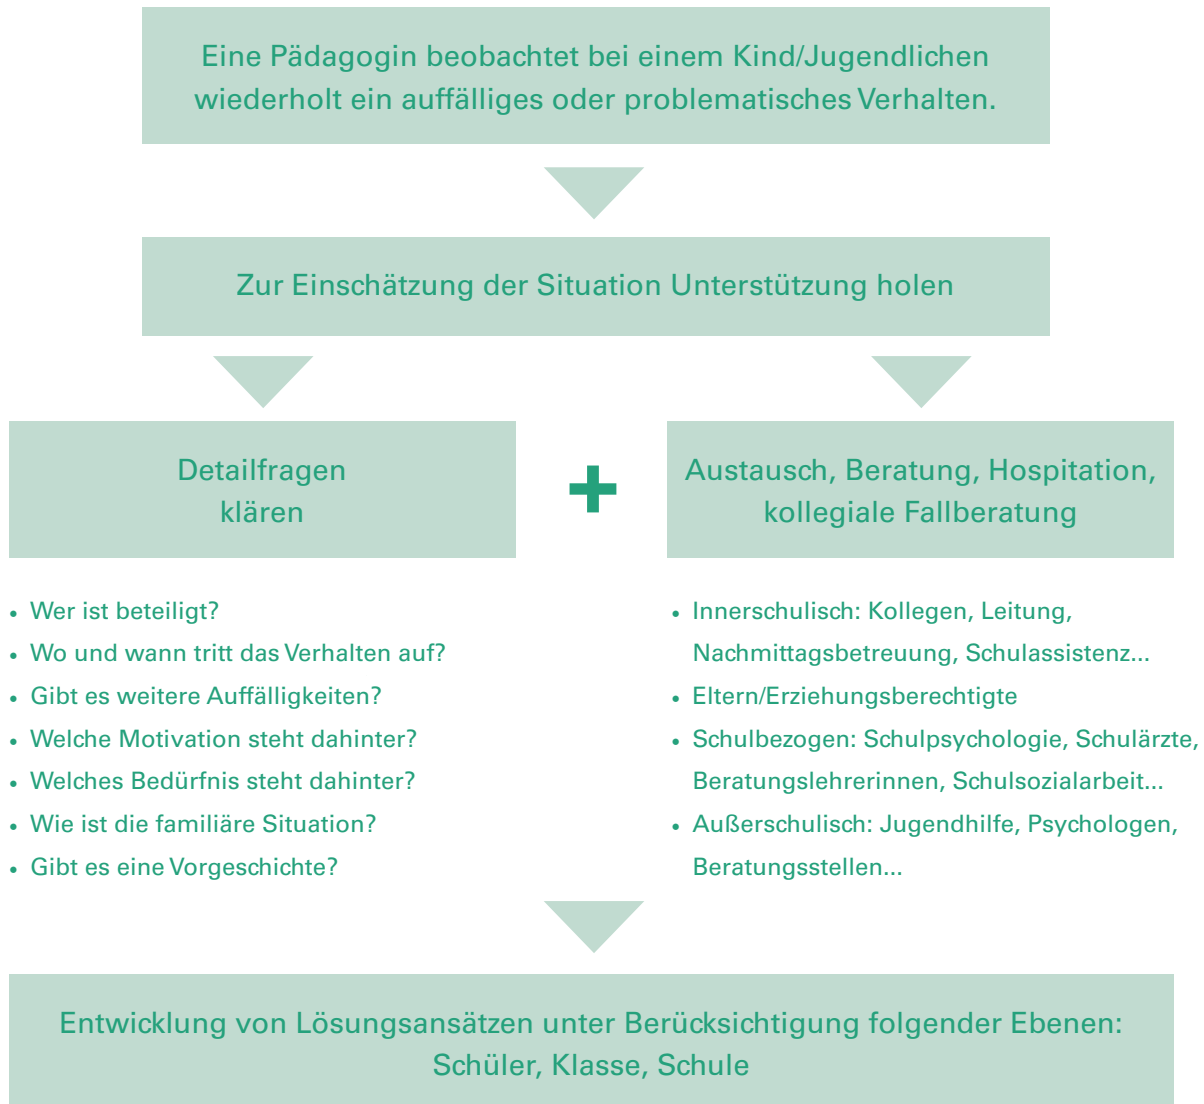 Eine Pädagogin beobachtet bei einem Kind/Jugendlichen
wiederholt ein auffälliges oder problematisches Verhalten.
Zur Einschätzung der Situation Unterstützung holen
Detailfragen
klären
+
Austausch, Beratung, Hospitation,
kollegiale Fallberatung
• Wer ist beteiligt?
• Wo und wann tritt das Verhalten auf?
• Gibt es weitere Auffälligkeiten?
• Welche Motivation steht dahinter?
• Welches Bedürfnis steht dahinter?
• Wie ist die familiäre Situation?
• Gibt es eine Vorgeschichte?
• Innerschulisch: Kollegen, Leitung,
Nachmittagsbetreuung, Schulassistenz...
• Eltern/Erziehungsberechtigte
• Schulbezogen: Schulpsychologie, Schulärzte,
Beratungslehrerinnen, Schulsozialarbeit...
• Außerschulisch: Jugendhilfe, Psychologen,
Beratungsstellen...
Entwicklung von Lösungsansätzen unter Berücksichtigung folgender Ebenen:
Schüler, Klasse, Schule